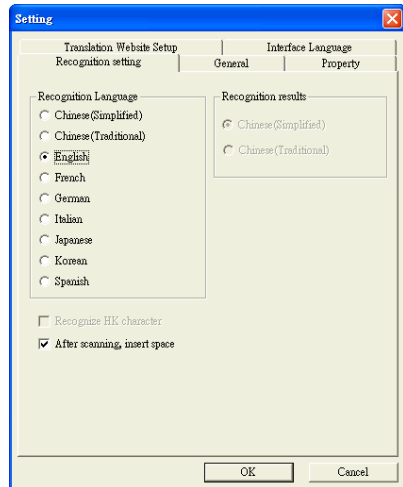 Setting
Translation Website Setup
Interface Language
Recognition setting
General
Property
Recognition Language
Chinese(Simplified)
Chinese(Traditional)
English
French
German
Italian
Japanese
Korean
Spanish
Recognition results
Chinese(Simplified)
Chinese(Traditional)
Recognize HK character
After scanning, insert space
OK
Cancel